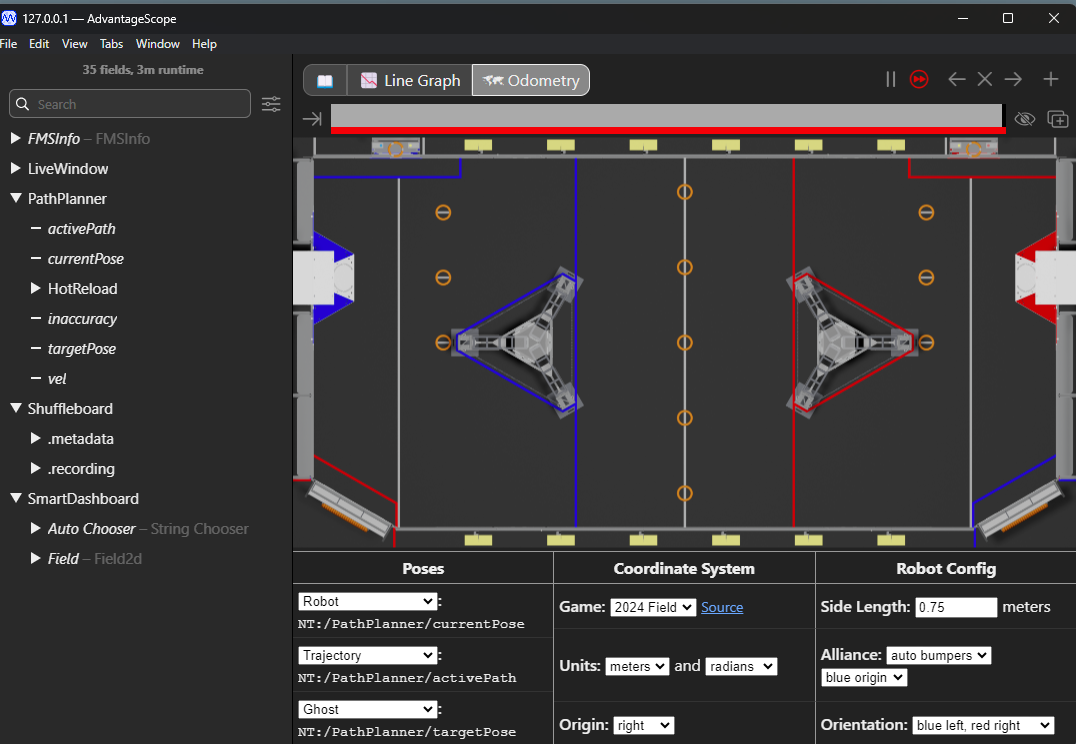 127.0.0.1 — AdvantageScope
File Edit View Tabs Window Help
35 fields, 3m runtime
Search
FMSInfo – FMSInfo
LiveWindow
PathPlanner
activePath
currentPose
HotReload
inaccuracy
targetPose
vel
Shuffleboard
.metadata
.recording
SmartDashboard
Auto Chooser – String Chooser
Field – Field2d
Line Graph
Odometry
Poses
Robot :
NT:/PathPlanner/currentPose
Trajectory :
NT:/PathPlanner/activePath
Ghost :
NT:/PathPlanner/targetPose
Coordinate System
Game: 2024 Field Source
Units: meters and radians
Origin: right
Robot Config
Side Length: 0.75 meters
Alliance: auto bumpers
blue origin
Orientation: blue left, red right